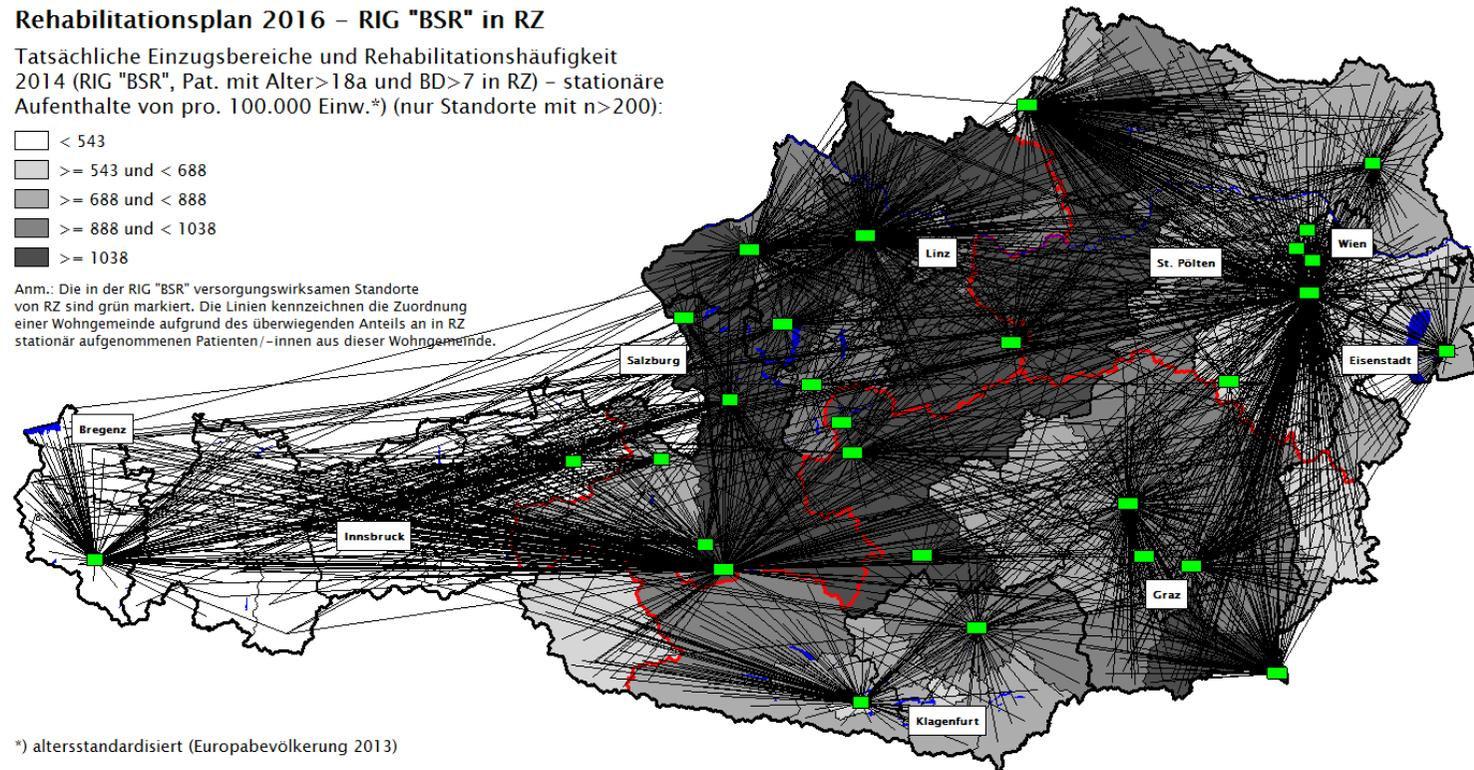 Rehabilitationsplan 2016 – RIG "BSR" in RZ
Tatsächliche Einzugsbereiche und Rehabilitationshäufigkeit
2014 (RIG "BSR", Pat. mit Alter>18a und BD>7 in RZ) – stationäre
Aufenthalte von pro. 100.000 Einw.*) (nur Standorte mit n>200):
< 543
>= 543 und < 688
>= 688 und < 888
>= 888 und < 1038
>= 1038
Anm.: Die in der RIG "BSR" versorgungswirksamen Standorte
von RZ sind grün markiert. Die Linien kennzeichnen die Zuordnung
einer Wohngemeinde aufgrund des überwiegenden Anteils an in RZ
stationär aufgenommenen Patienten/-innen aus dieser Wohngemeinde.
Linz
St. Pölten
Wien
Salzburg
Eisenstadt
Bregenz
Innsbruck
Graz
Klagenfurt
*) altersstandardisiert (Europabevölkerung 2013)